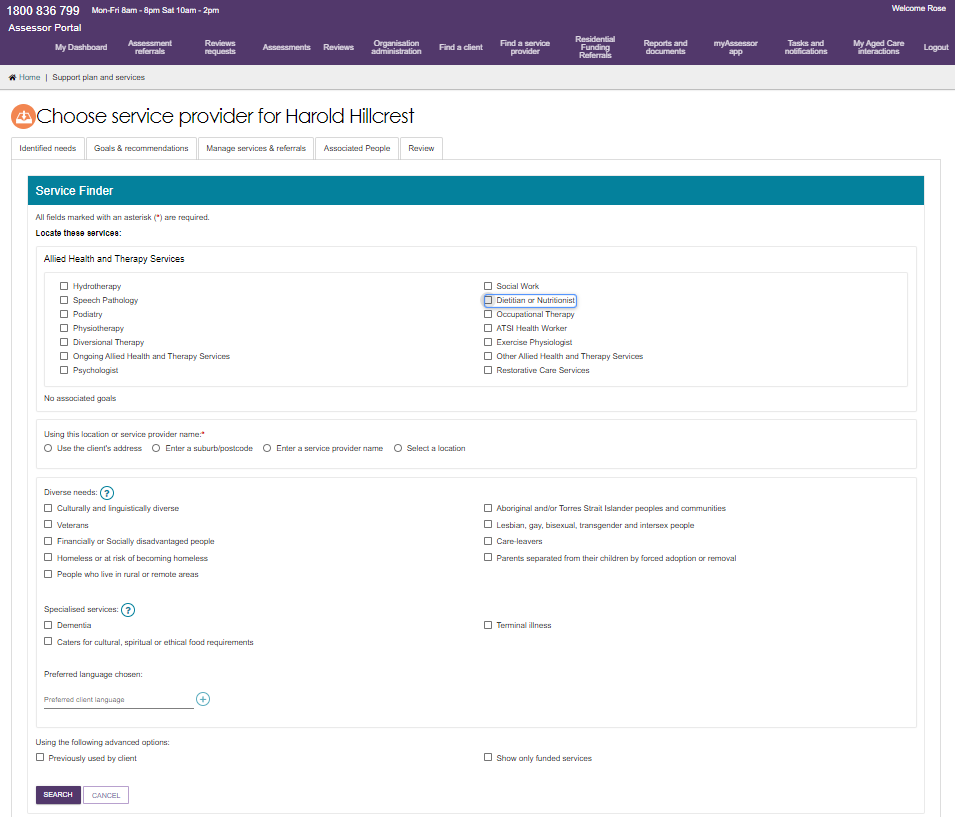 1800 836 799 Mon-Fri 8am - 8pm Sat 10am - 2pm
Welcome Rose
Assessor Portal
My Dashboard
Assessment referrals
Reviews requests
Assessments
Reviews
Organisation administration
Find a client
Find a service provider
Residential Funding Referrals
Reports and documents
myAssessor app
Tasks and notifications
My Aged Care interactions
Logout
Home | Support plan and services
Choose service provider for Harold Hillcrest
Identified needs
Goals & recommendations
Manage services & referrals
Associated People
Review
Service Finder
All fields marked with an asterisk (*) are required.
Locate these services:
Allied Health and Therapy Services
Hydrotherapy
Social Work
Speech Pathology
Dietitian or Nutritionist
Podiatry
Occupational Therapy
Physiotherapy
ATSI Health Worker
Diversional Therapy
Exercise Physiologist
Ongoing Allied Health and Therapy Services
Other Allied Health and Therapy Services
Psychologist
Restorative Care Services
No associated goals
Using this location or service provider name:*
Use the client's address
Enter a suburb/postcode
Enter a service provider name
Select a location
Diverse needs: ?
Culturally and linguistically diverse
Aboriginal and/or Torres Strait Islander peoples and communities
Veterans
Lesbian, gay, bisexual, transgender and intersex people
Financially or Socially disadvantaged people
Care-leavers
Homeless or at risk of becoming homeless
Parents separated from their children by forced adoption or removal
People who live in rural or remote areas
Specialised services: ?
Dementia
Terminal illness
Caters for cultural, spiritual or ethical food requirements
Preferred language chosen:
Preferred client language
Using the following advanced options:
Previously used by client
Show only funded services
SEARCH
CANCEL